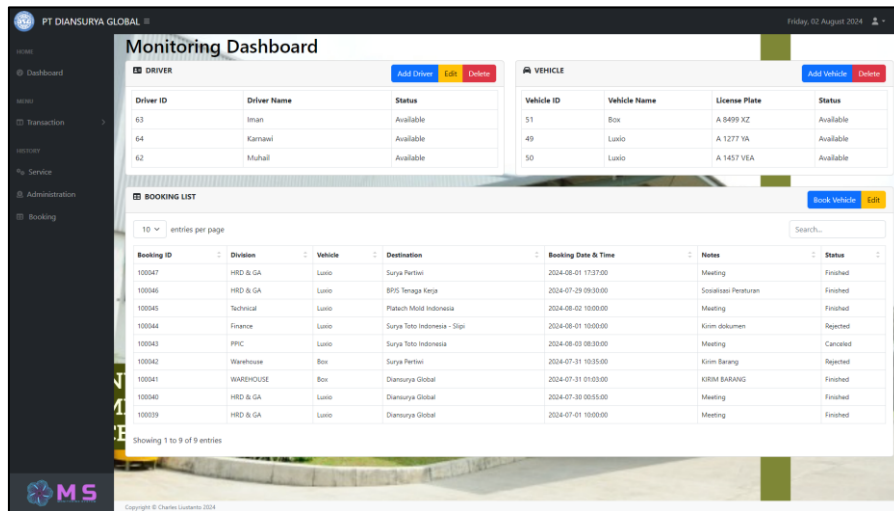 PT DIANSURYA GLOBAL
Friday, 02 August 2024
HOME
Dashboard
MENU
Transaction
HISTORY
Service
Administration
Booking
Monitoring Dashboard
DRIVER
Add Driver Edit Delete
Driver ID Driver Name Status
63 Iman Available
64 Karnawi Available
62 Muhail Available
VEHICLE
Add Vehicle Delete
Vehicle ID Vehicle Name License Plate Status
51 Box A 8499 XZ Available
49 Luxio A 1277 YA Available
50 Luxio A 1457 VEA Available
BOOKING LIST
Book Vehicle Edit
10 entries per page
Search...
Booking ID Division Vehicle Destination Booking Date & Time Notes Status
100047 HRD & GA Luxio Surya Pertiwi 2024-08-01 17:37:00 Meeting Finished
100046 HRD & GA Luxio BPJS Tenaga Kerja 2024-07-29 09:30:00 Sosialisasi Peraturan Finished
100045 Technical Luxio Platech Mold Indonesia 2024-08-02 10:00:00 Meeting Finished
100044 Finance Luxio Surya Toto Indonesia - Slipi 2024-08-01 10:00:00 Kirim dokumen Rejected
100043 PPIC Luxio Surya Toto Indonesia 2024-08-03 08:30:00 Meeting Canceled
100042 Warehouse Box Surya Pertiwi 2024-07-31 10:35:00 Kirim Barang Rejected
100041 WAREHOUSE Box Diansurya Global 2024-07-31 01:03:00 KIRIM BARANG Finished
100040 HRD & GA Luxio Diansurya Global 2024-07-30 00:55:00 Meeting Finished
100039 HRD & GA Luxio Diansurya Global 2024-07-01 10:00:00 Meeting Finished
Showing 1 to 9 of 9 entries
MS
Copyright © Charles Liustanto 2024